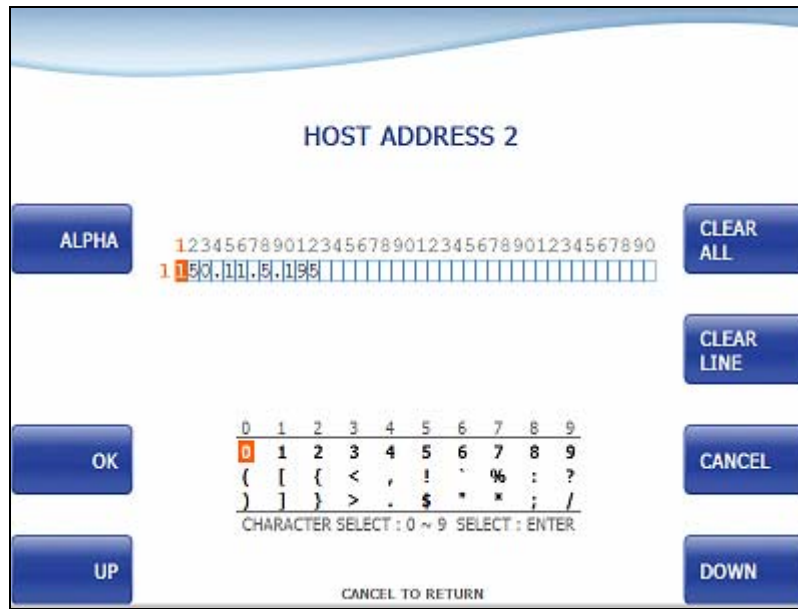 HOST ADDRESS 2
ALPHA
CLEAR ALL
1234567890123456789012345678901234567890
1 150.11.5.195
CLEAR LINE
0 1 2 3 4 5 6 7 8 9
0 1 2 3 4 5 6 7 8 9
( [ { < , ! ` % : ?
) ] } > . $ " * ; /
OK
CANCEL
CHARACTER SELECT : 0 ~ 9 SELECT : ENTER
UP
DOWN
CANCEL TO RETURN